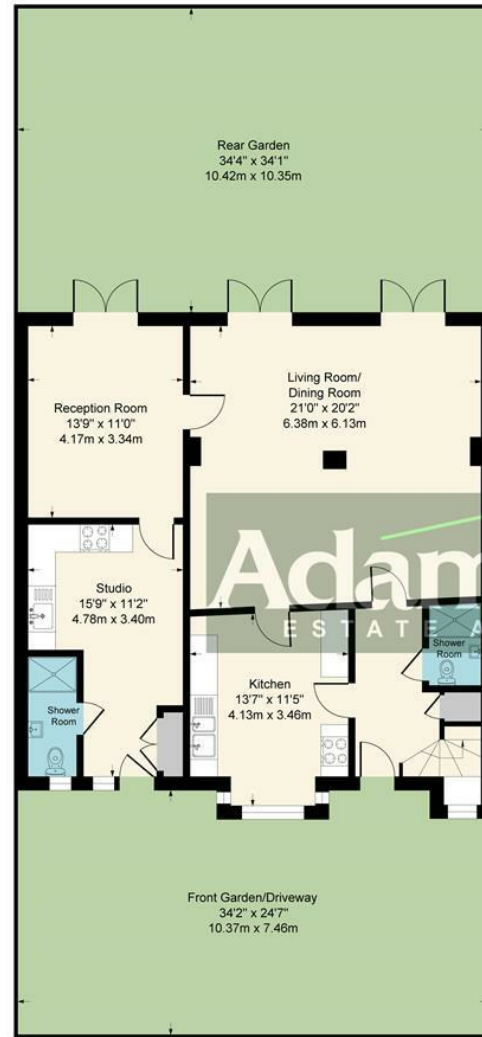 Rear Garden
34'4" x 34'1"
10.42m x 10.35m
Reception Room
13'9" x 11'0"
4.17m x 3.34m
Living Room/
Dining Room
21'0" x 20'2"
6.38m x 6.13m
Adam
ESTATE A
Studio
15'9" x 11'2"
4.78m x 3.40m
Shower
Room
Kitchen
13'7" x 11'5"
4.13m x 3.46m
Shower
Room
Front Garden/Driveway
34'2" x 24'7"
10.37m x 7.46m